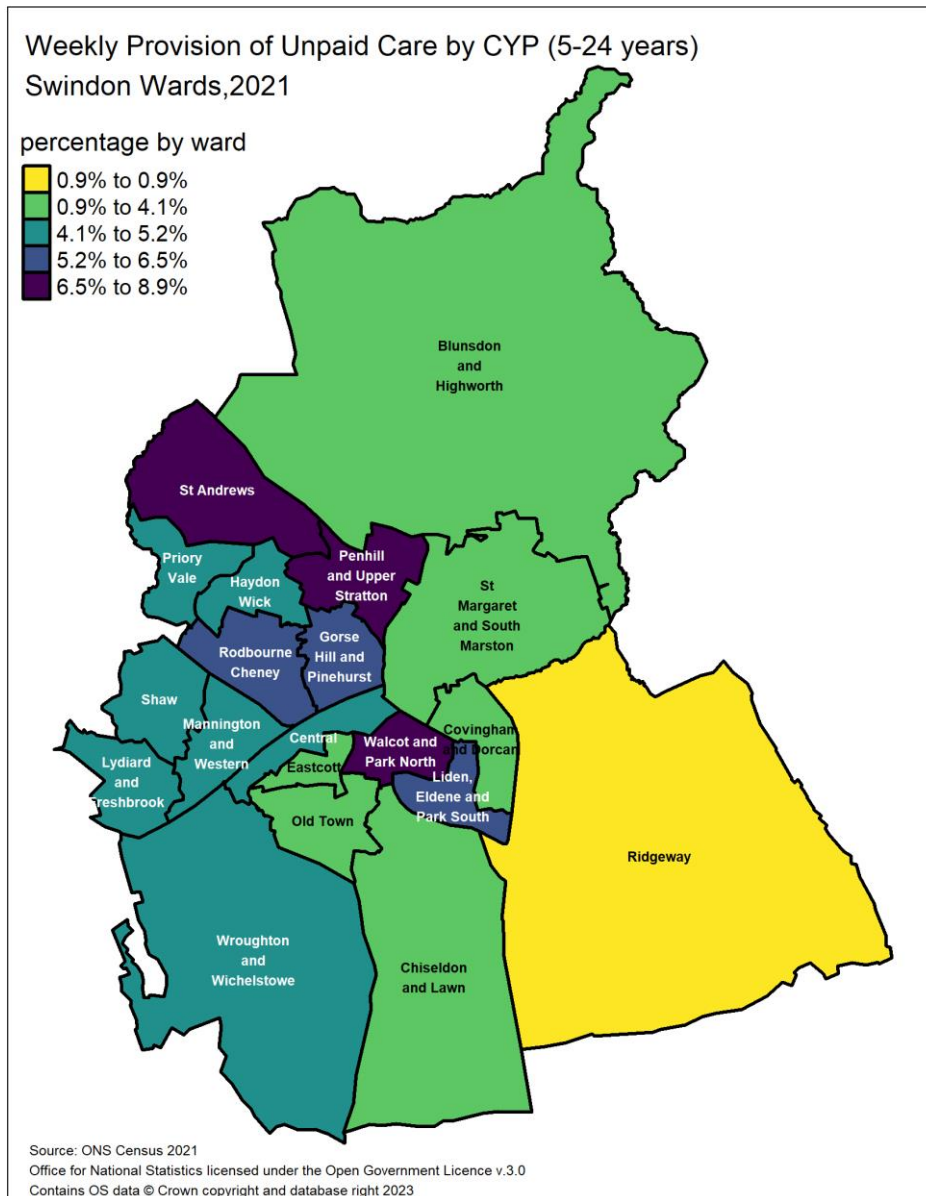 Weekly Provision of Unpaid Care by CYP (5-24 years)
Swindon Wards,2021
percentage by ward
0.9% to 0.9%
0.9% to 4.1%
4.1% to 5.2%
5.2% to 6.5%
6.5% to 8.9%
Blunsdon
and
Highworth
St Andrews
Priory
Vale
Haydon
Wick
Penhill
and Upper
Stratton
St
Margaret
and South
Marston
Rodbourne
Cheney
Gorse
Hill and
Pinehurst
Shaw
Mannington
and
Western
Central
Walcot and
Park North
Covingham
and Dorcan
Lydiard
and
Freshbrook
Eastcott
Liden,
Eldene and
Park South
Old Town
Ridgeway
Wroughton
and
Wichelstowe
Chiseldon
and Lawn
Source: ONS Census 2021
Office for National Statistics licensed under the Open Government Licence v.3.0
Contains OS data © Crown copyright and database right 2023